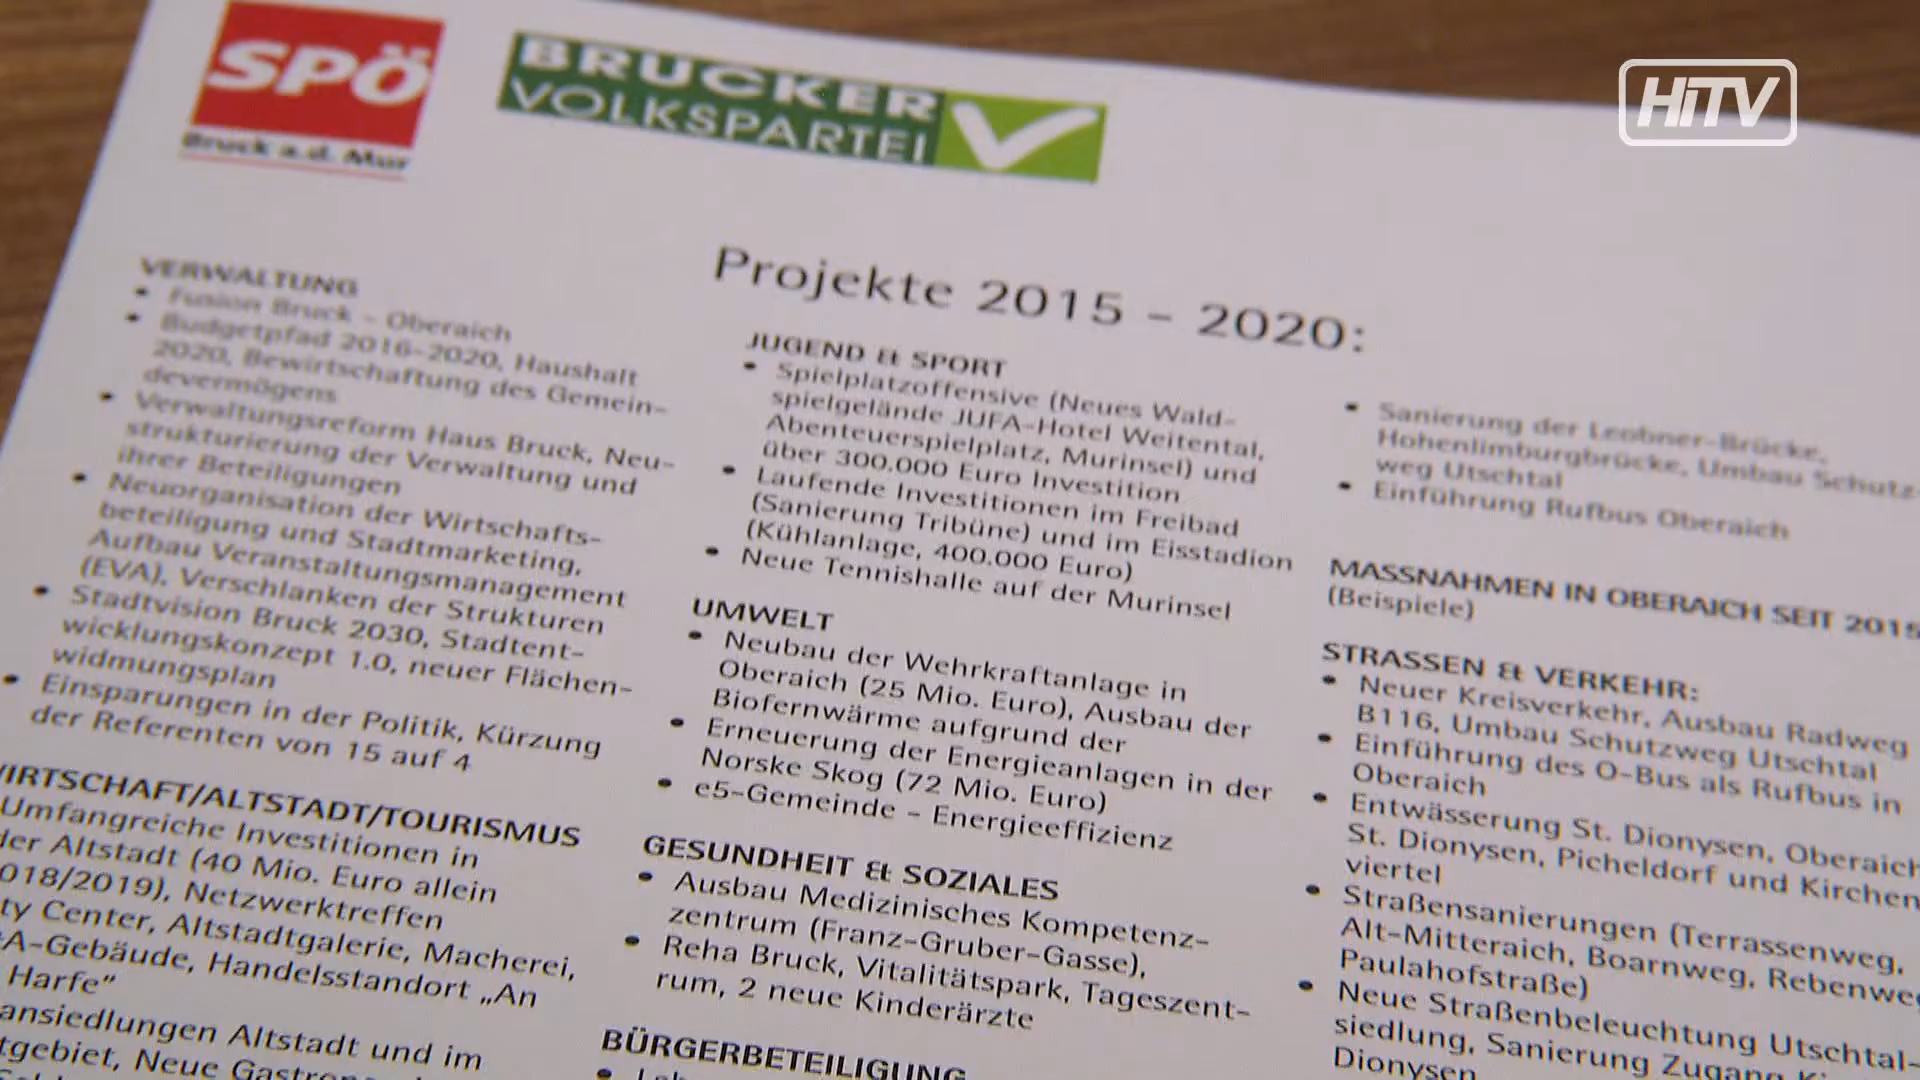 SPÖ
Bruck a.d. Mur
BRUCKER
VOLKSPARTEI
HiTV
Projekte 2015 – 2020:
VERWALTUNG
• Fusion Bruck – Oberaich
• Budgetpfad 2016-2020, Haushalt
2020, Bewirtschaftung des Gemein-
devermögens
• Verwaltungsreform Haus Bruck, Neu-
strukturierung der Verwaltung und
ihrer Beteiligungen
• Neuorganisation der Wirtschafts-
beteiligung und Stadtmarketing,
Aufbau Veranstaltungsmanagement
(EVA), Verschlanken der Strukturen
• Stadtvision Bruck 2030, Stadtent-
wicklungskonzept 1.0, neuer Flächen-
widmungsplan
• Einsparungen in der Politik, Kürzung
der Referenten von 15 auf 4
WIRTSCHAFT/ALTSTADT/TOURISMUS
Umfangreiche Investitionen in
der Altstadt (40 Mio. Euro allein
2018/2019), Netzwerktreffen
ty Center, Altstadtgalerie, Macherei,
A-Gebäude, Handelsstandort „An
Harfe"
ansiedlungen Altstadt und im
tgebiet, Neue
JUGEND & SPORT
• Spielplatzoffensive (Neues Wald-
spielgelände JUFA-Hotel Weitental,
Abenteuerspielplatz, Murinsel) und
über 300.000 Euro Investition
• Laufende Investitionen im Freibad
(Sanierung Tribüne) und im Eisstadion
(Kühlanlage, 400.000 Euro)
• Neue Tennishalle auf der Murinsel
UMWELT
• Neubau der Wehrkraftanlage in
Oberaich (25 Mio. Euro), Ausbau der
Biofernwärme aufgrund der
• Erneuerung der Energieanlagen in der
Norske Skog (72 Mio. Euro)
• e5-Gemeinde – Energieeffizienz
GESUNDHEIT & SOZIALES
• Ausbau Medizinisches Kompetenz-
zentrum (Franz-Gruber-Gasse),
• Reha Bruck, Vitalitätspark, Tageszent-
rum, 2 neue Kinderärzte
BÜRGERBETEILIGUNG
• Sanierung der Leobner-Brücke,
Hohenlimburgbrücke, Umbau Schutz-
weg Utschtal
• Einführung Rufbus Oberaich
MASSNAHMEN IN OBERAICH SEIT 2015
(Beispiele)
STRASSEN & VERKEHR:
• Neuer Kreisverkehr, Ausbau Radweg
B116, Umbau Schutzweg Utschtal
• Einführung des O-Bus als Rufbus in
Oberaich
• Entwässerung St. Dionysen, Oberaich
St. Dionysen, Picheldorf und Kirchen
viertel
• Straßensanierungen (Terrassenweg,
Alt-Mitteraich, Boarnweg, Rebenweg
Paulahofstraße)
• Neue Straßenbeleuchtung Utschtal-
siedlung, Sanierung Zugang
Dionysen